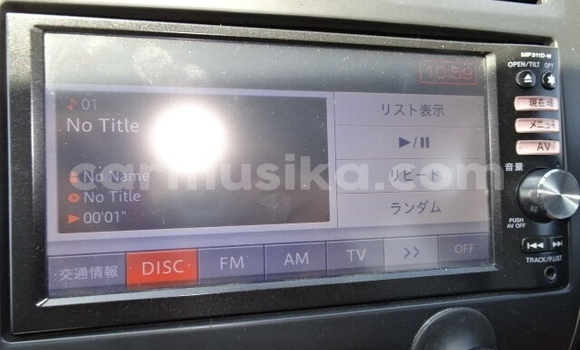 MP311D-W
OPEN/TILT
10:59
♪ 01
No Title
No Name
No Title
▶ 00'01"
リスト表示
▶/II
リピート
ランダム
現在地
メニュー
AV
音量
PUSH
AV OFF
TRACK/P.LIST
交通情報
DISC
FM
AM
TV
>>
OFF
carmusika.com